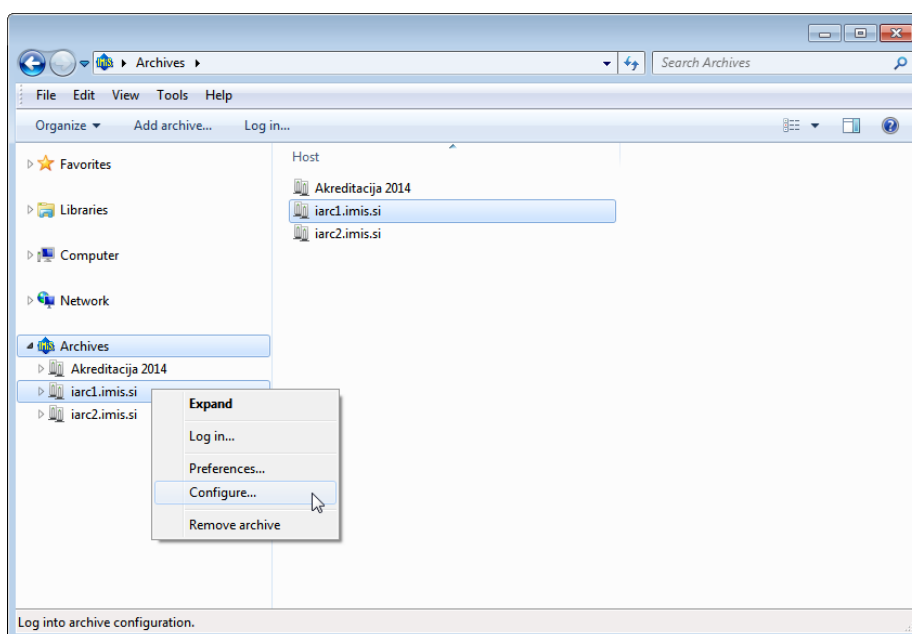 Archives
Search Archives
File Edit View Tools Help
Organize Add archive... Log in...
Favorites
Libraries
Computer
Network
Archives
Akreditacija 2014
iarc1.imis.si
iarc2.imis.si
Host
Akreditacija 2014
iarc1.imis.si
iarc2.imis.si
Expand
Log in...
Preferences...
Configure...
Remove archive
Log into archive configuration.